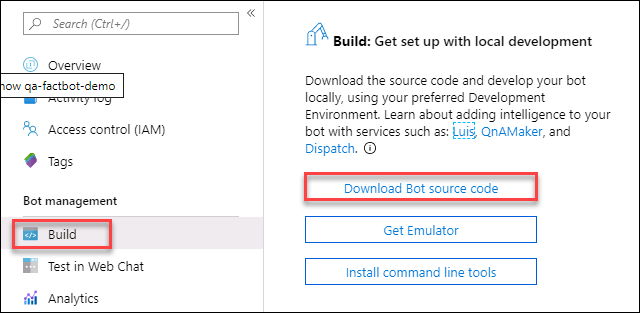 Search (Ctrl+/)
«
Overview
now qa-factbot-demo
Activity log
Access control (IAM)
Tags
Bot management
Build
Test in Web Chat
Analytics
Build: Get set up with local development
Download the source code and develop your bot
locally, using your preferred Development
Environment. Learn about adding intelligence to your
bot with services such as: Luis, QnAMaker, and
Dispatch.
Download Bot source code
Get Emulator
Install command line tools